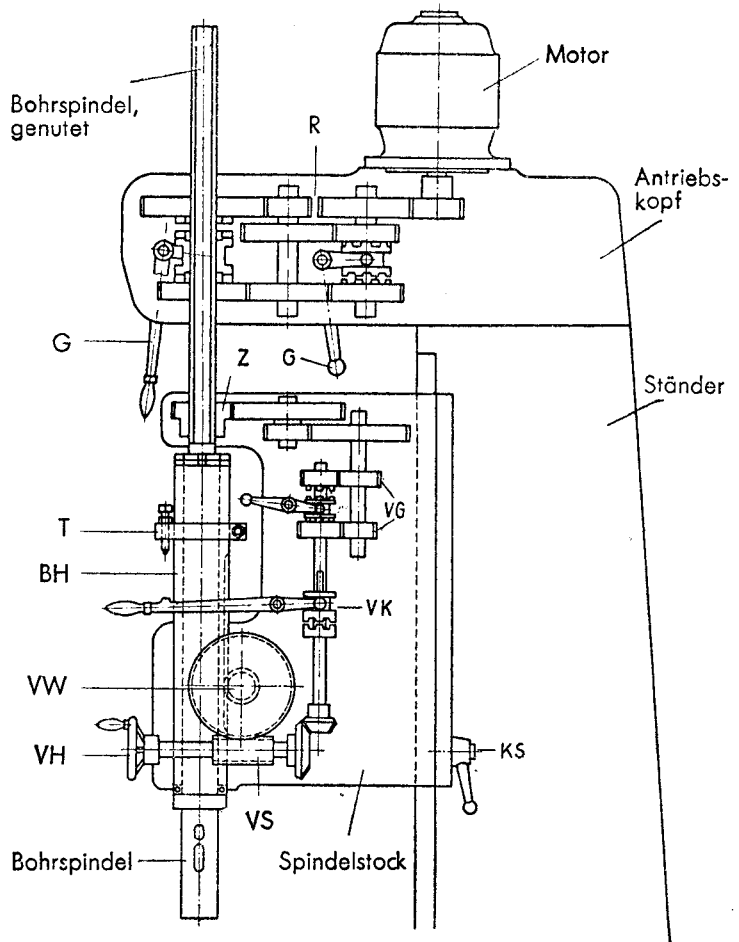 Motor
Bohrspindel,
genutet
R
Antriebs-
kopf
G
Z
G
Ständer
T
VG
BH
VK
VW
VH
KS
VS
Bohrspindel
Spindelstock